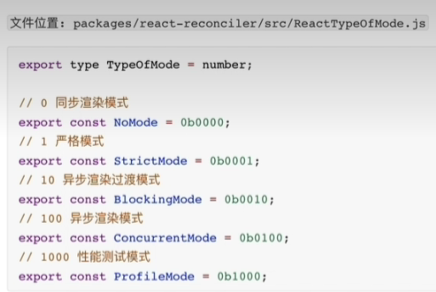 文件位置: packages/react-reconciler/src/ReactTypeOfMode.js
export type TypeOfMode = number;
// 0 同步渲染模式
export const NoMode = 0b0000;
// 1 严格模式
export const StrictMode = 0b0001;
// 10 异步渲染过渡模式
export const BlockingMode = 0b0010;
// 100 异步渲染模式
export const ConcurrentMode = 0b0100;
// 1000 性能测试模式
export const ProfileMode = 0b1000;